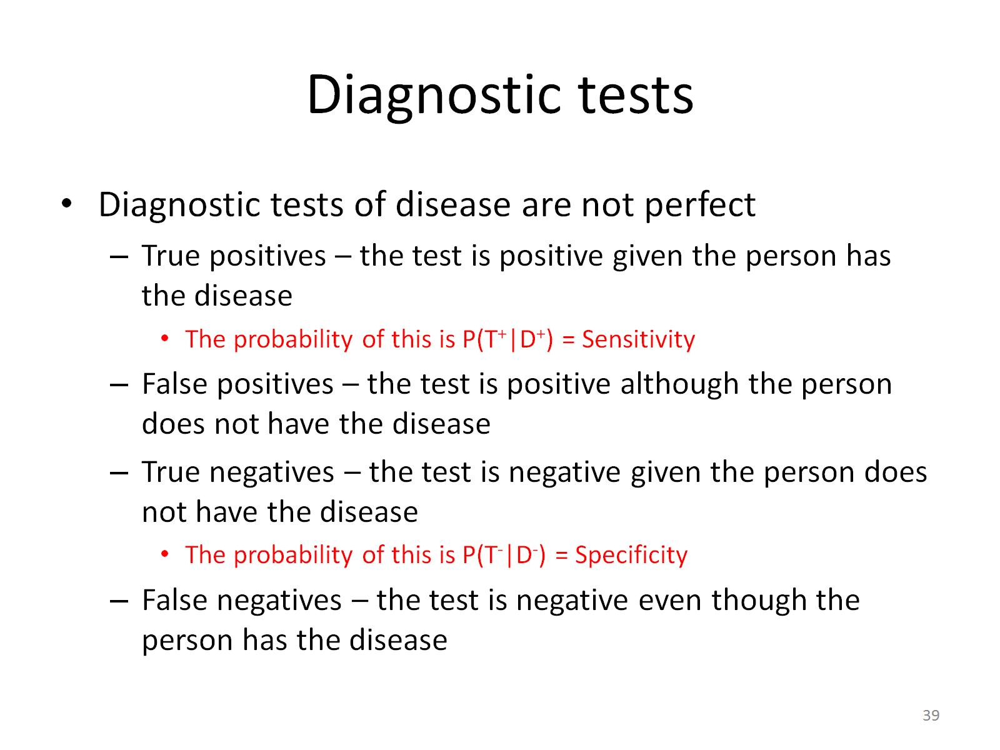 Diagnostic tests
• Diagnostic tests of disease are not perfect
– True positives – the test is positive given the person has
the disease
• The probability of this is P(T⁺|D⁺) = Sensitivity
– False positives – the test is positive although the person
does not have the disease
– True negatives – the test is negative given the person does
not have the disease
• The probability of this is P(T⁻|D⁻) = Specificity
– False negatives – the test is negative even though the
person has the disease
39